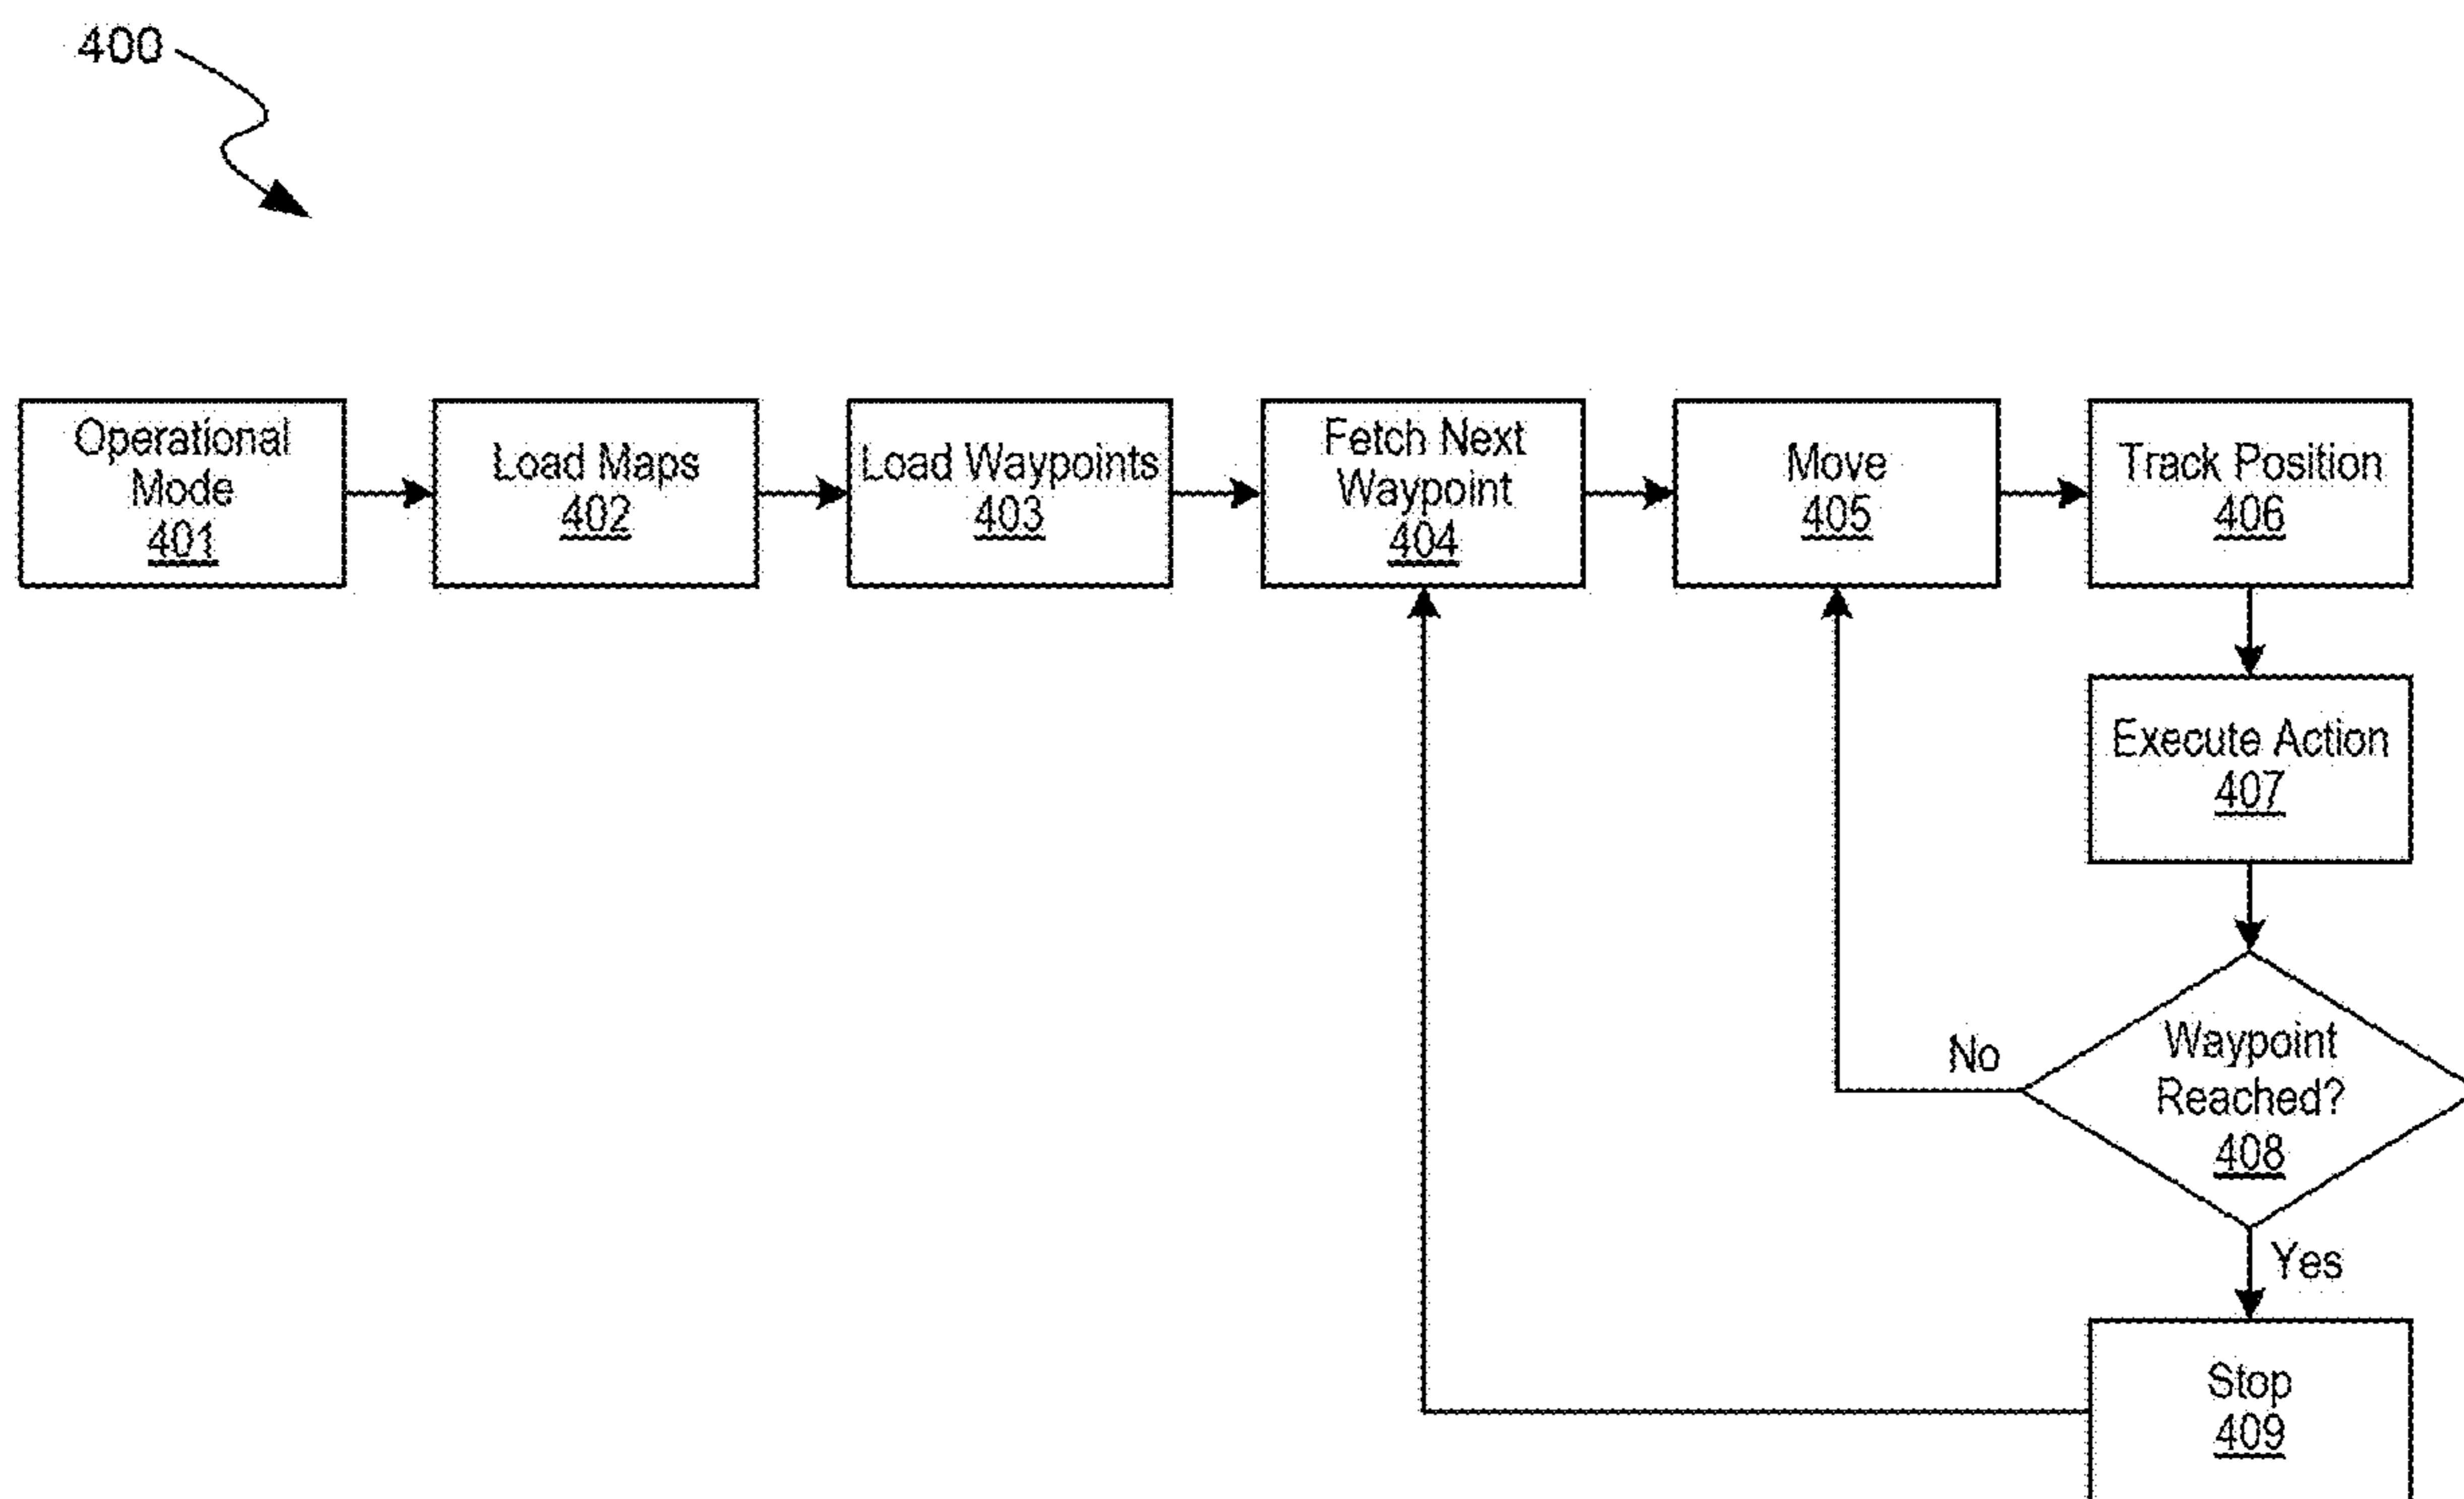 400
Operational
Mode
401
Load Maps
402
Load Waypoints
403
Fetch Next
Waypoint
404
Move
405
Track Position
406
Execute Action
407
Waypoint
Reached?
408
No
Yes
Stop
409